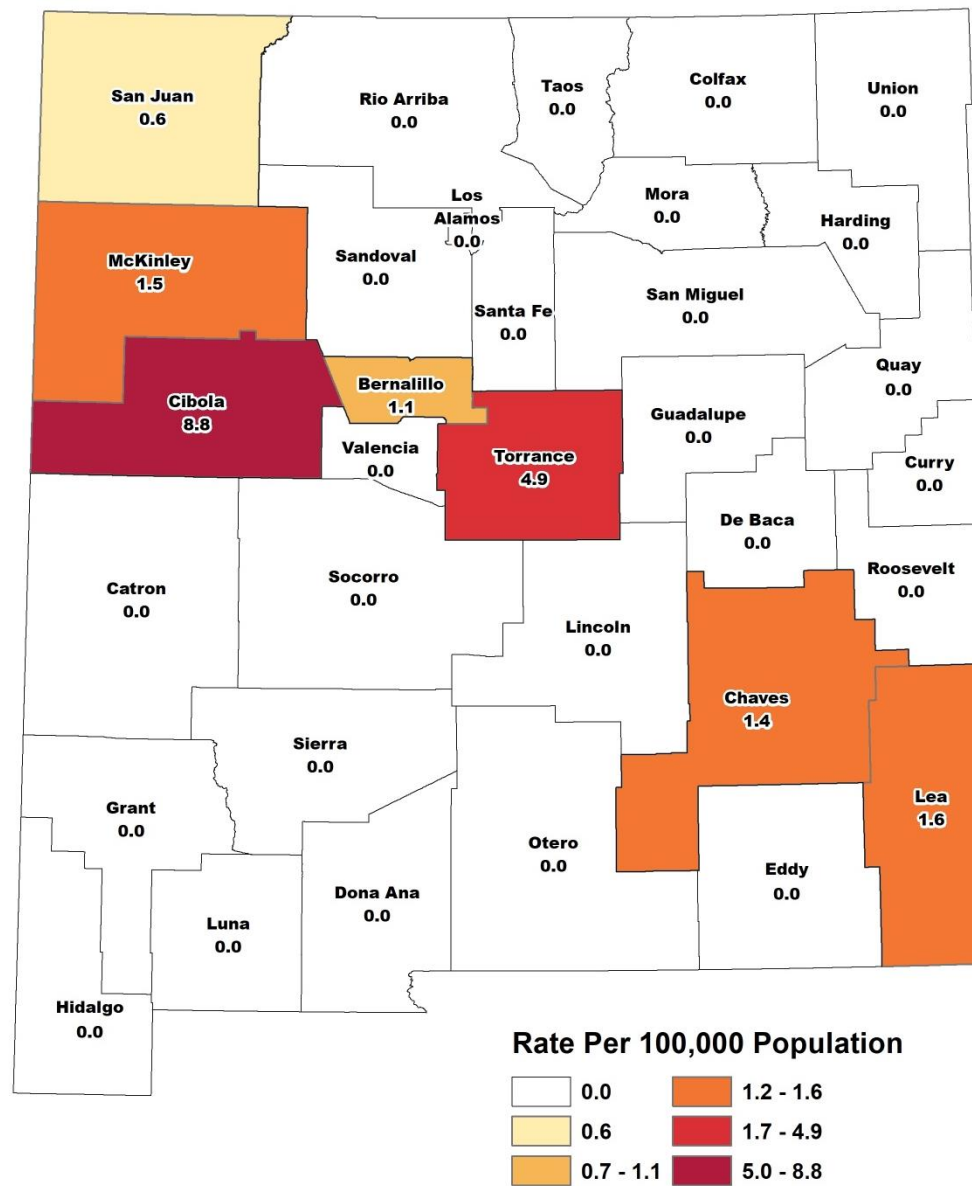 San Juan
0.6
Rio Arriba
0.0
Taos
0.0
Colfax
0.0
Union
0.0
Los
Alamos
0.0
Mora
0.0
Harding
0.0
McKinley
1.5
Sandoval
0.0
Santa Fe
0.0
San Miguel
0.0
Quay
0.0
Cibola
8.8
Bernalillo
1.1
Guadalupe
0.0
Valencia
0.0
Torrance
4.9
Curry
0.0
De Baca
0.0
Roosevelt
0.0
Catron
0.0
Socorro
0.0
Lincoln
0.0
Chaves
1.4
Sierra
0.0
Grant
0.0
Lea
1.6
Otero
0.0
Eddy
0.0
Dona Ana
0.0
Luna
0.0
Hidalgo
0.0
Rate Per 100,000 Population
0.0
0.6
0.7 - 1.1
1.2 - 1.6
1.7 - 4.9
5.0 - 8.8